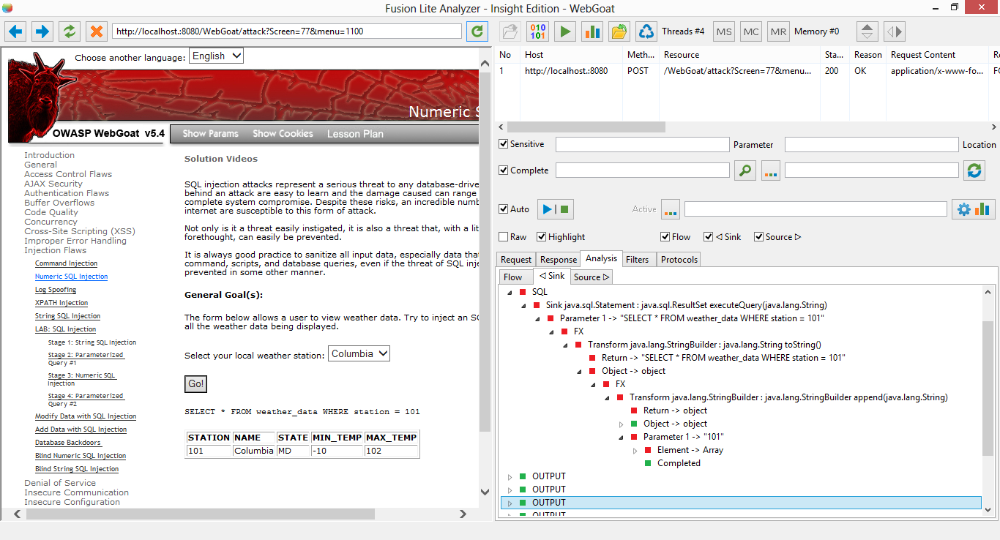 Fusion Lite Analyzer - Insight Edition - WebGoat
http://localhost.:8080/WebGoat/attack?Screen=77&menu=1100
010
101
Threads #4
MS
MC
MR
Memory #0
Choose another language: English
Numeric S
OWASP WebGoat v5.4
Show Params Show Cookies Lesson Plan
Introduction
General
Access Control Flaws
AJAX Security
Authentication Flaws
Buffer Overflows
Code Quality
Concurrency
Cross-Site Scripting (XSS)
Improper Error Handling
Injection Flaws
Command Injection
Numeric SQL Injection
Log Spoofing
XPATH Injection
String SQL Injection
LAB: SQL Injection
Stage 1: String SQL Injection
Stage 2: Parameterized
Query #1
Stage 3: Numeric SQL
Injection
Stage 4: Parameterized
Query #2
Modify Data with SQL Injection
Add Data with SQL Injection
Database Backdoors
Blind Numeric SQL Injection
Blind String SQL Injection
Denial of Service
Insecure Communication
Insecure Configuration
Solution Videos
SQL injection attacks represent a serious threat to any database-drive
behind an attack are easy to learn and the damage caused can range
complete system compromise. Despite these risks, an incredible numb
internet are susceptible to this form of attack.
Not only is it a threat easily instigated, it is also a threat that, with a lit
forethought, can easily be prevented.
It is always good practice to sanitize all input data, especially data tha
command, scripts, and database queries, even if the threat of SQL inje
prevented in some other manner.
General Goal(s):
The form below allows a user to view weather data. Try to inject an SQ
all the weather data being displayed.
Select your local weather station: Columbia
Go!
SELECT * FROM weather_data WHERE station = 101
STATION NAME STATE MIN_TEMP MAX_TEMP
101 Columbia MD -10 102
No Host Meth... Resource Sta... Reason Request Content Re
1 http://localhost.:8080 POST /WebGoat/attack?Screen=77&menu... 200 OK application/x-www-fo... FO
Sensitive Parameter Location
Complete
Auto Active
Raw Highlight Flow Sink Source
Request Response Analysis Filters Protocols
Flow Sink Source
SQL
Sink java.sql.Statement : java.sql.ResultSet executeQuery(java.lang.String)
Parameter 1 -> "SELECT * FROM weather_data WHERE station = 101"
FX
Transform java.lang.StringBuilder : java.lang.String toString()
Return -> "SELECT * FROM weather_data WHERE station = 101"
Object -> object
FX
Transform java.lang.StringBuilder : java.lang.StringBuilder append(java.lang.String)
Return -> object
Object -> object
Parameter 1 -> "101"
Element -> Array
Completed
OUTPUT
OUTPUT
OUTPUT
OUTPUT